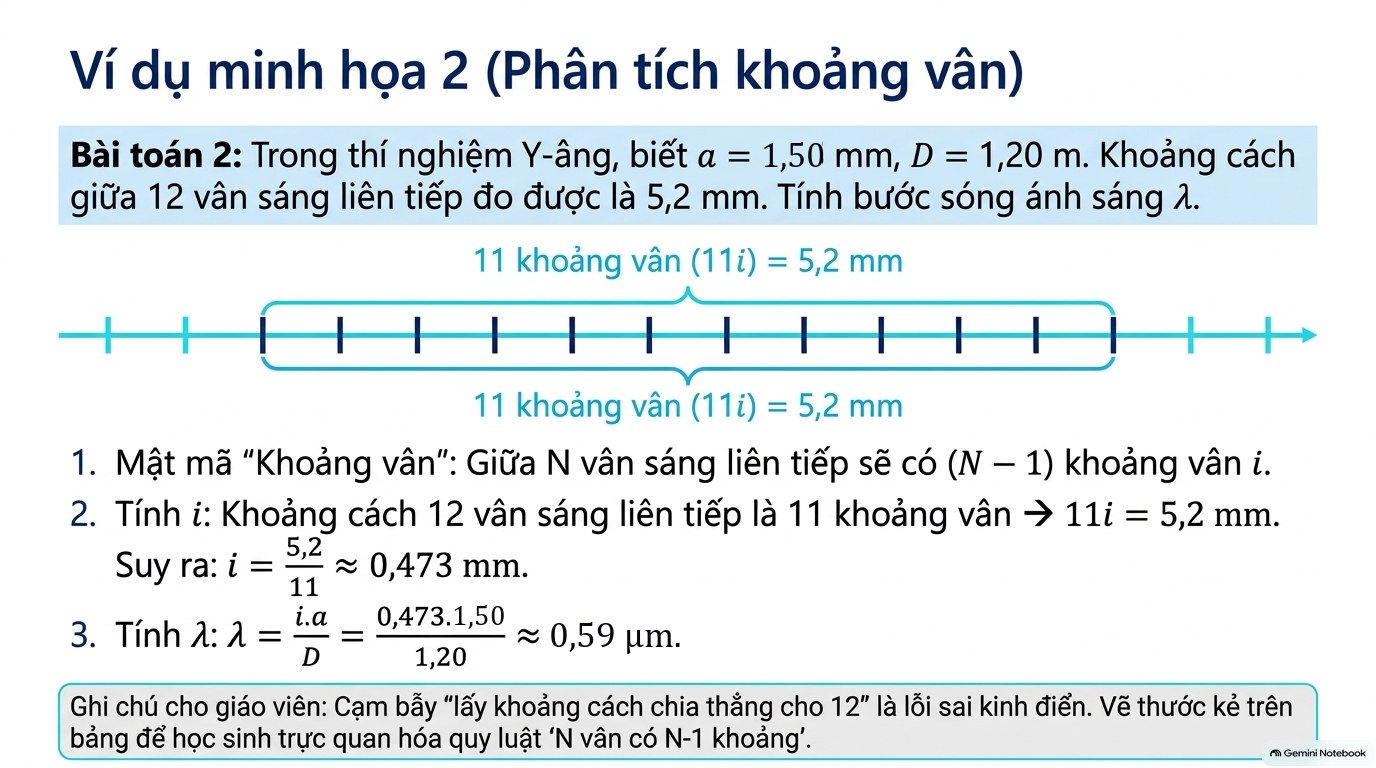 Ví dụ minh họa 2 (Phân tích khoảng vân)
Bài toán 2: Trong thí nghiệm Y-âng, biết a = 1,50 mm, D = 1,20 m. Khoảng cách
giữa 12 vân sáng liên tiếp đo được là 5,2 mm. Tính bước sóng ánh sáng λ.
11 khoảng vân (11i) = 5,2 mm
11 khoảng vân (11i) = 5,2 mm
1. Mật mã “Khoảng vân”: Giữa N vân sáng liên tiếp sẽ có (N − 1) khoảng vân i.
2. Tính i: Khoảng cách 12 vân sáng liên tiếp là 11 khoảng vân → 11i = 5,2 mm.
Suy ra: i = 5,2/11 ≈ 0,473 mm.
3. Tính λ: λ = i.a/D = 0,473.1,50/1,20 ≈ 0,59 μm.
Ghi chú cho giáo viên: Cạm bẫy “lấy khoảng cách chia thẳng cho 12” là lỗi sai kinh điển. Vẽ thước kẻ trên
bảng để học sinh trực quan hóa quy luật ‘N vân có N-1 khoảng’.
Gemini Notebook